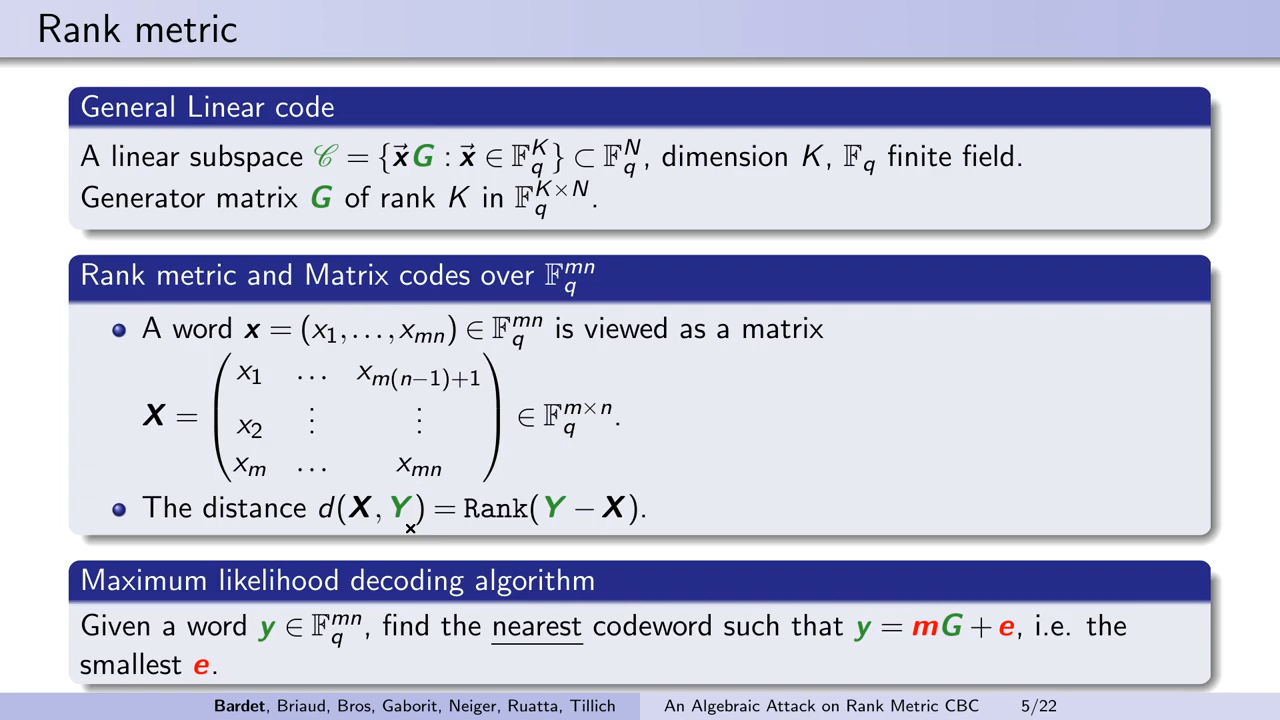 Rank metric
General Linear code
A linear subspace 𝒞 = {x⃗G : x⃗ ∈ 𝔽_q^K} ⊂ 𝔽_q^N, dimension K, 𝔽_q finite field.
Generator matrix G of rank K in 𝔽_q^{K×N}.
Rank metric and Matrix codes over 𝔽_q^{mn}
A word x = (x_1, …, x_{mn}) ∈ 𝔽_q^{mn} is viewed as a matrix
x_1 … x_{m(n−1)+1}
X = ( x_2 ⋮ ⋮ ) ∈ 𝔽_q^{m×n}.
x_m … x_{mn}
The distance d(X, Y) = Rank(Y − X).
Maximum likelihood decoding algorithm
Given a word y ∈ 𝔽_q^{mn}, find the nearest codeword such that y = mG + e, i.e. the
smallest e.
Bardet, Briaud, Bros, Gaborit, Neiger, Ruatta, Tillich An Algebraic Attack on Rank Metric CBC 5/22